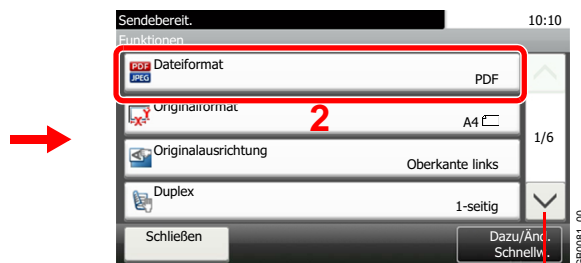 Sendebereit. 10:10
Funktionen
PDF
JPEG
Dateiformat
PDF
Originalformat
A4
2
1/6
Originalausrichtung
Oberkante links
Duplex
1-seitig
Schließen
Dazu/Änd.
Schnellw.